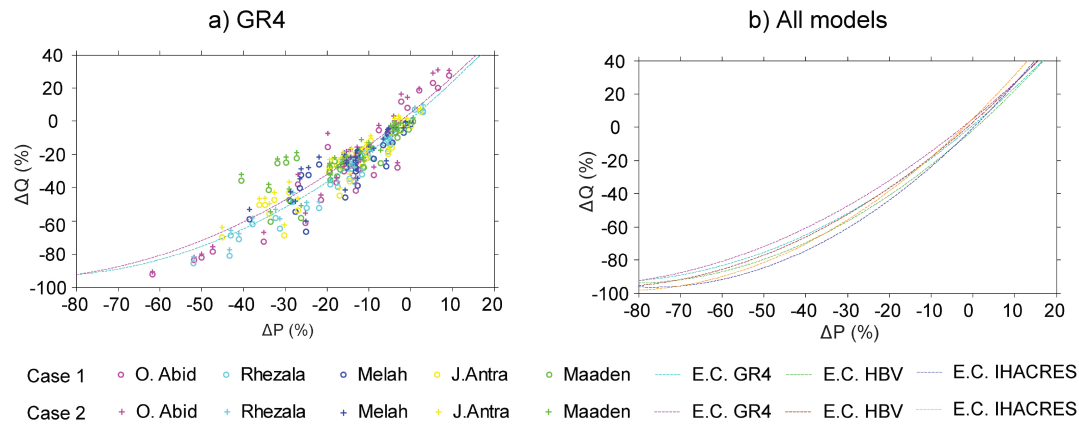 a) GR4
b) All models
40
20
0
-20
-40
-60
-80
-100
ΔQ (%)
-80 -70 -60 -50 -40 -30 -20 -10 0 10 20
ΔP (%)
40
20
0
-20
-40
-60
-80
-100
ΔQ (%)
-80 -70 -60 -50 -40 -30 -20 -10 0 10 20
ΔP (%)
Case 1 O. Abid Rhezala Melah J.Antra Maaden E.C. GR4 E.C. HBV E.C. IHACRES
Case 2 O. Abid Rhezala Melah J.Antra Maaden E.C. GR4 E.C. HBV E.C. IHACRES